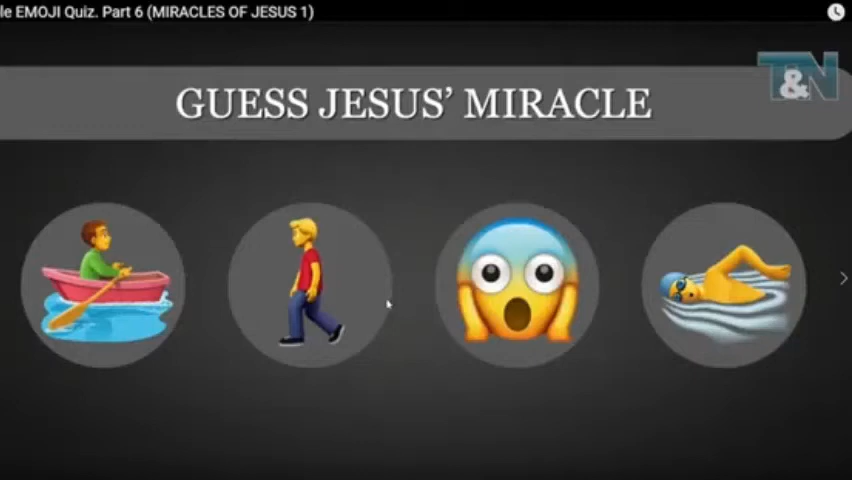 le EMOJI Quiz. Part 6 (MIRACLES OF JESUS 1)
T&N
GUESS JESUS’ MIRACLE